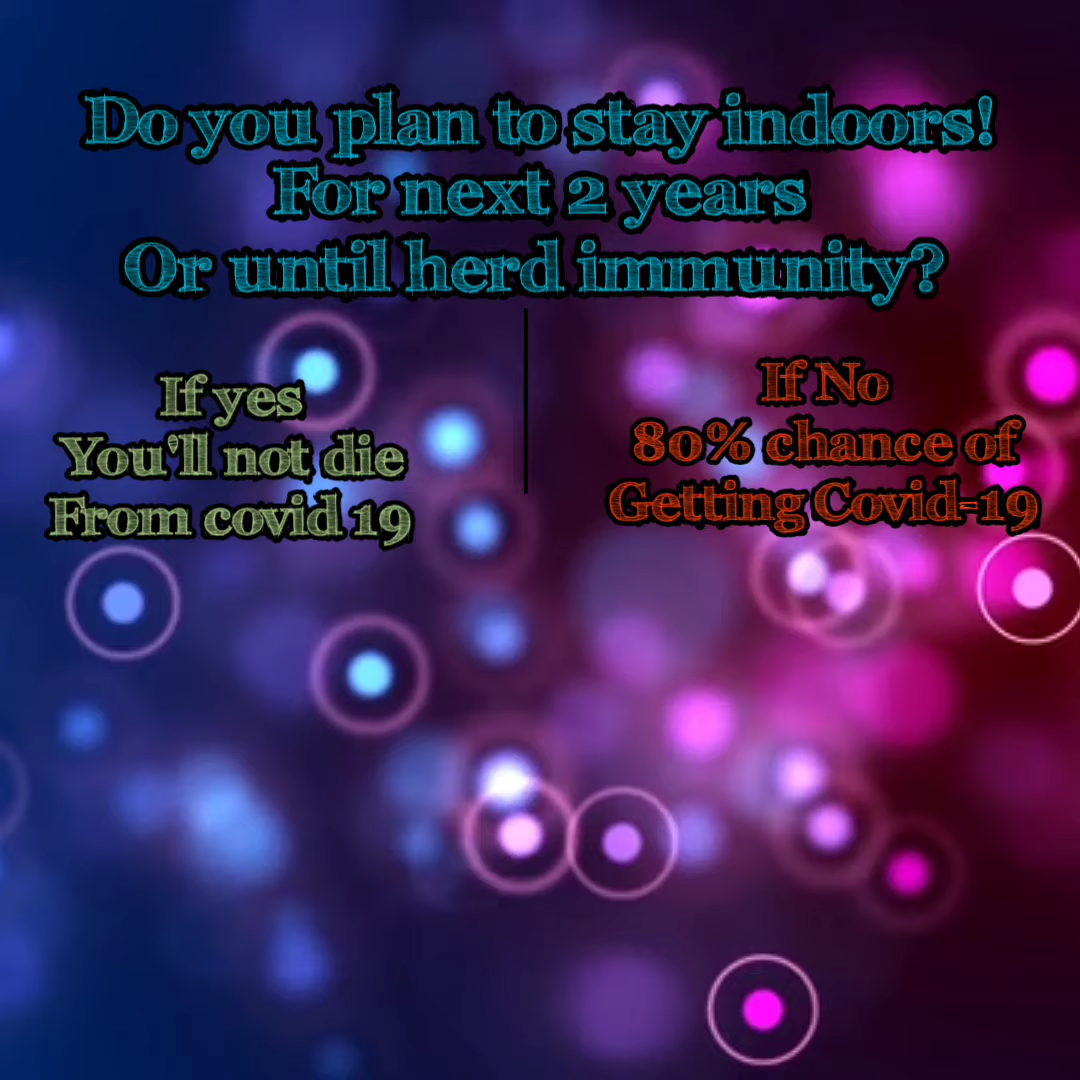 Do you plan to stay indoors!
For next 2 years
Or until herd immunity?
If yes
You'll not die
From covid 19
If No
80% chance of
Getting Covid-19